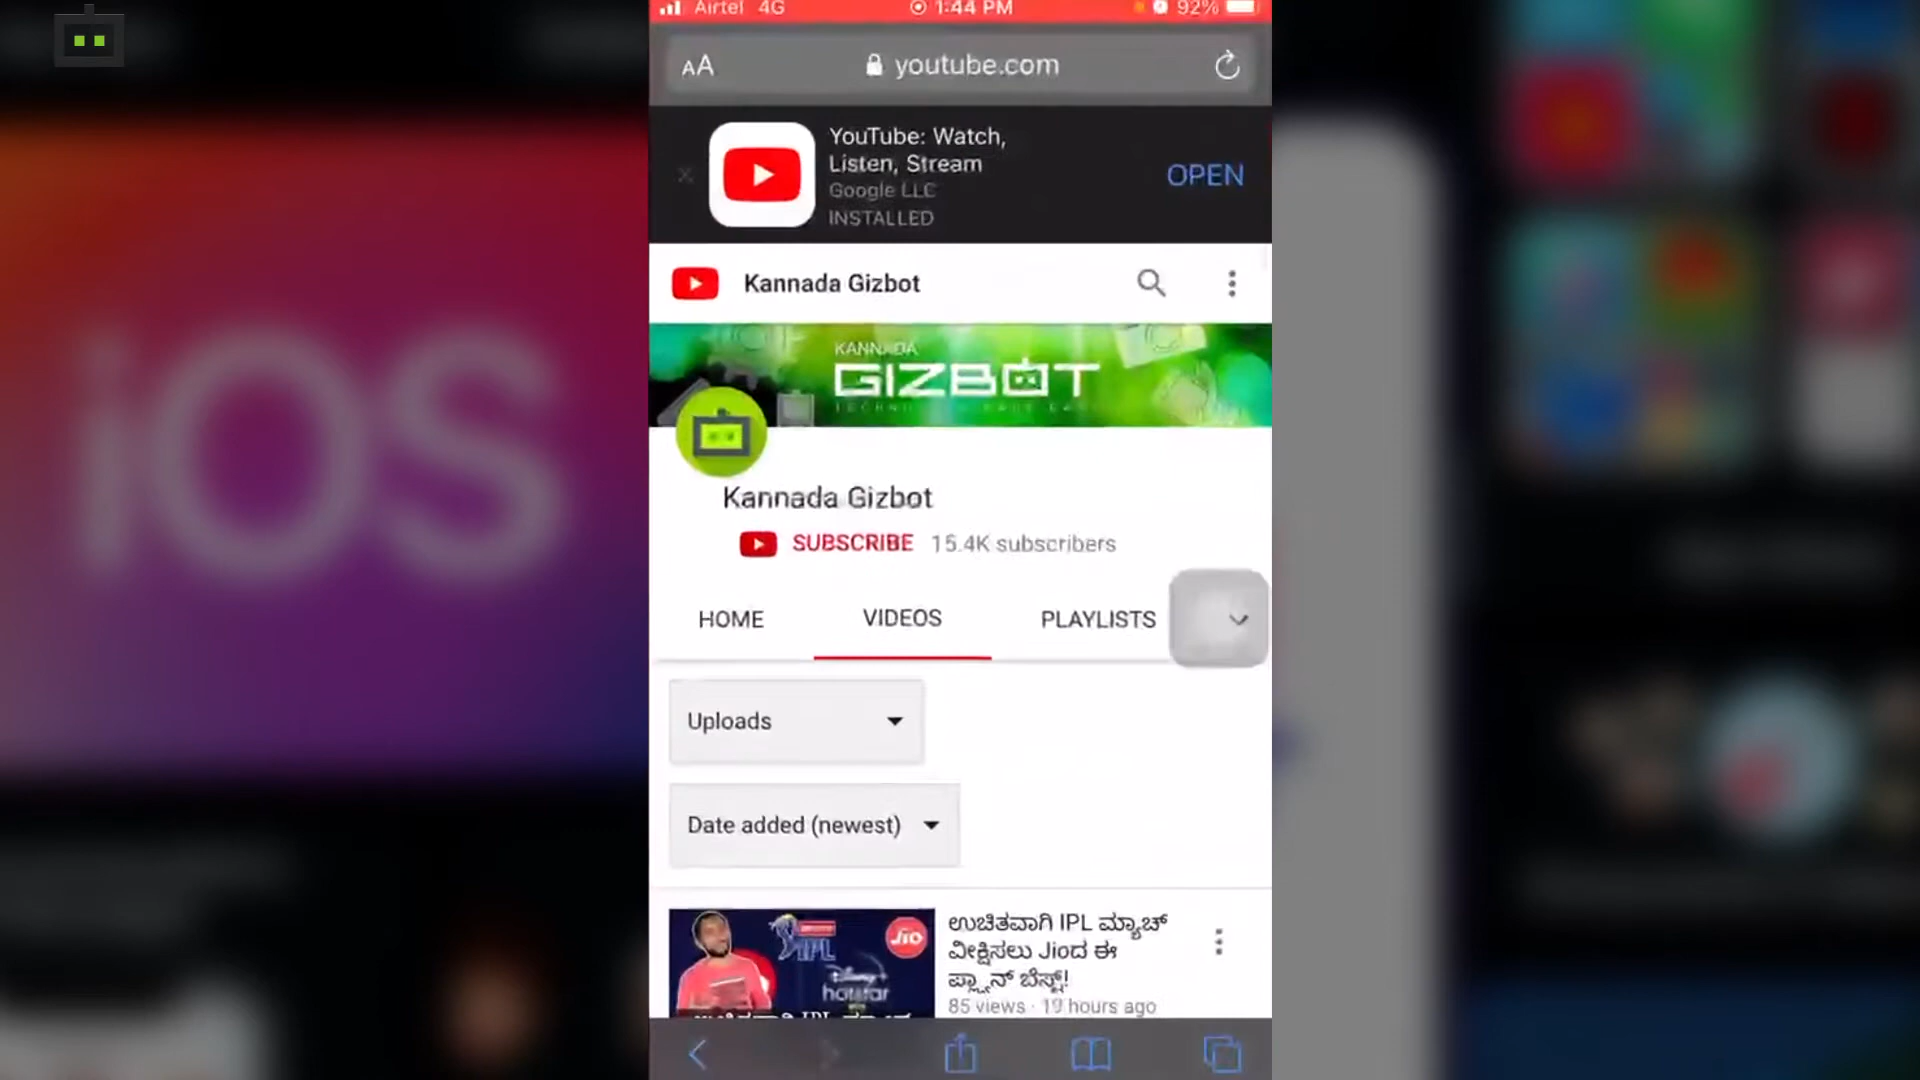 Airtel 4G 1:44 PM 92%
AA youtube.com
YouTube: Watch,
Listen, Stream
Google LLC
INSTALLED
OPEN
Kannada Gizbot
KANNADA
GIZBOT
iOS
Kannada Gizbot
SUBSCRIBE 15.4K subscribers
HOME VIDEOS PLAYLISTS
Uploads
Date added (newest)
IPL
Jio
Disney+
hotstar
ಉಚಿತವಾಗಿ IPL ಮ್ಯಾಚ್
ವೀಕ್ಷಿಸಲು Jioದ ಈ
ಪ್ಲ್ಯಾನ್ ಬೆಸ್ಟ್!
85 views · 19 hours ago